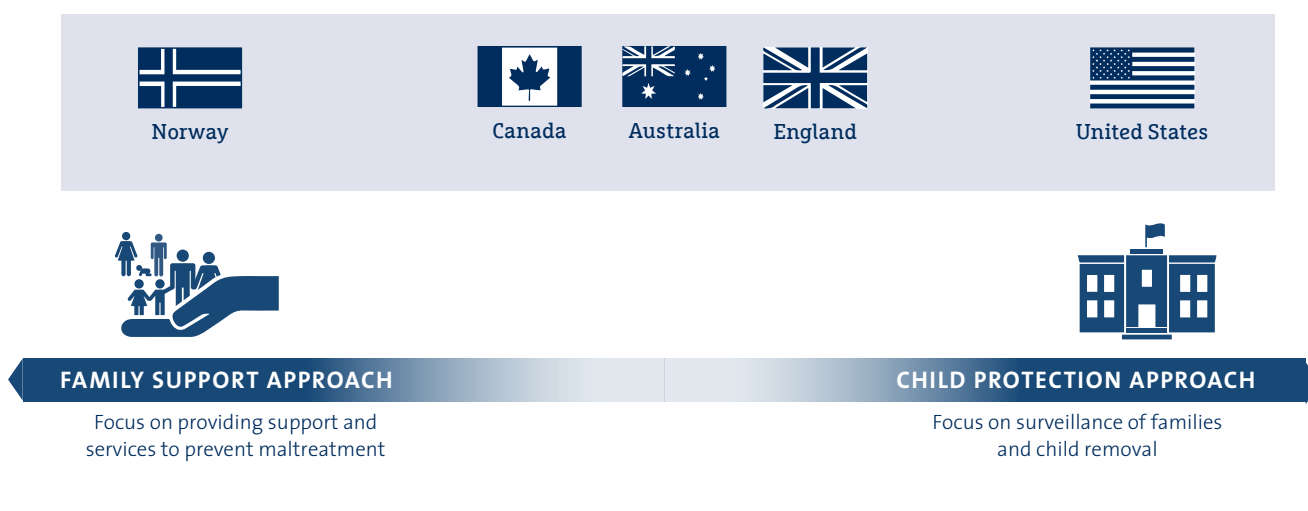 Norway
Canada
Australia
England
United States
FAMILY SUPPORT APPROACH
CHILD PROTECTION APPROACH
Focus on providing support and
services to prevent maltreatment
Focus on surveillance of families
and child removal